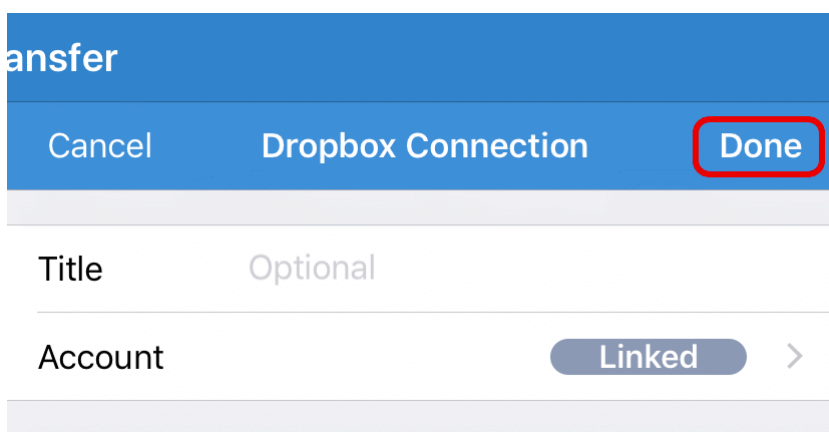 ansfer
Cancel Dropbox Connection Done
Title Optional
Account Linked